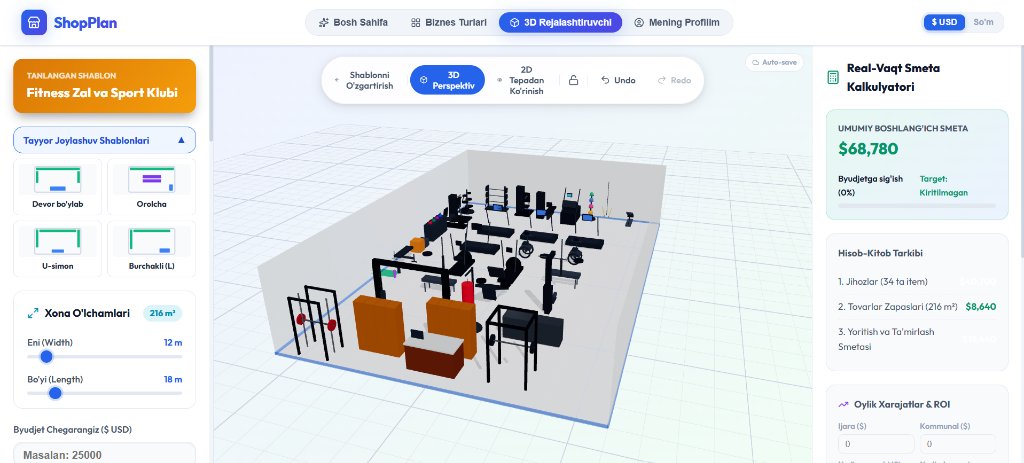 ShopPlan
Bosh Sahifa
Biznes Turlari
3D Rejalashtiruvchi
Mening Profilim
$ USD
So'm
TANLANGAN SHABLON
Fitness Zal va Sport Klubi
Tayyor Joylashuv Shablonlari ▲
Devor bo'ylab
Orolcha
U-simon
Burchakli (L)
Xona O'lchamlari
216 m²
Eni (Width)
12 m
Bo'yi (Length)
18 m
Byudjet Chegarangiz ($ USD)
Masalan: 25000
Shablonni
O'zgartirish
3D
Perspektiv
2D
Tepadan
Ko'rinish
Undo
Redo
Auto-save
Real-Vaqt Smeta
Kalkulyatori
UMUMIY BOSHLANG'ICH SMETA
$68,780
Byudjetga sig'ish
(0%)
Target:
Kiritilmagan
Hisob-Kitob Tarkibi
1. Jihozlar (34 ta item)
2. Tovarlar Zapaslari (216 m²)
$8,640
3. Yoritish va Ta'mirlash
Smetasi
Oylik Xarajatlar & ROI
Ijara ($)
Kommunal ($)
0
0